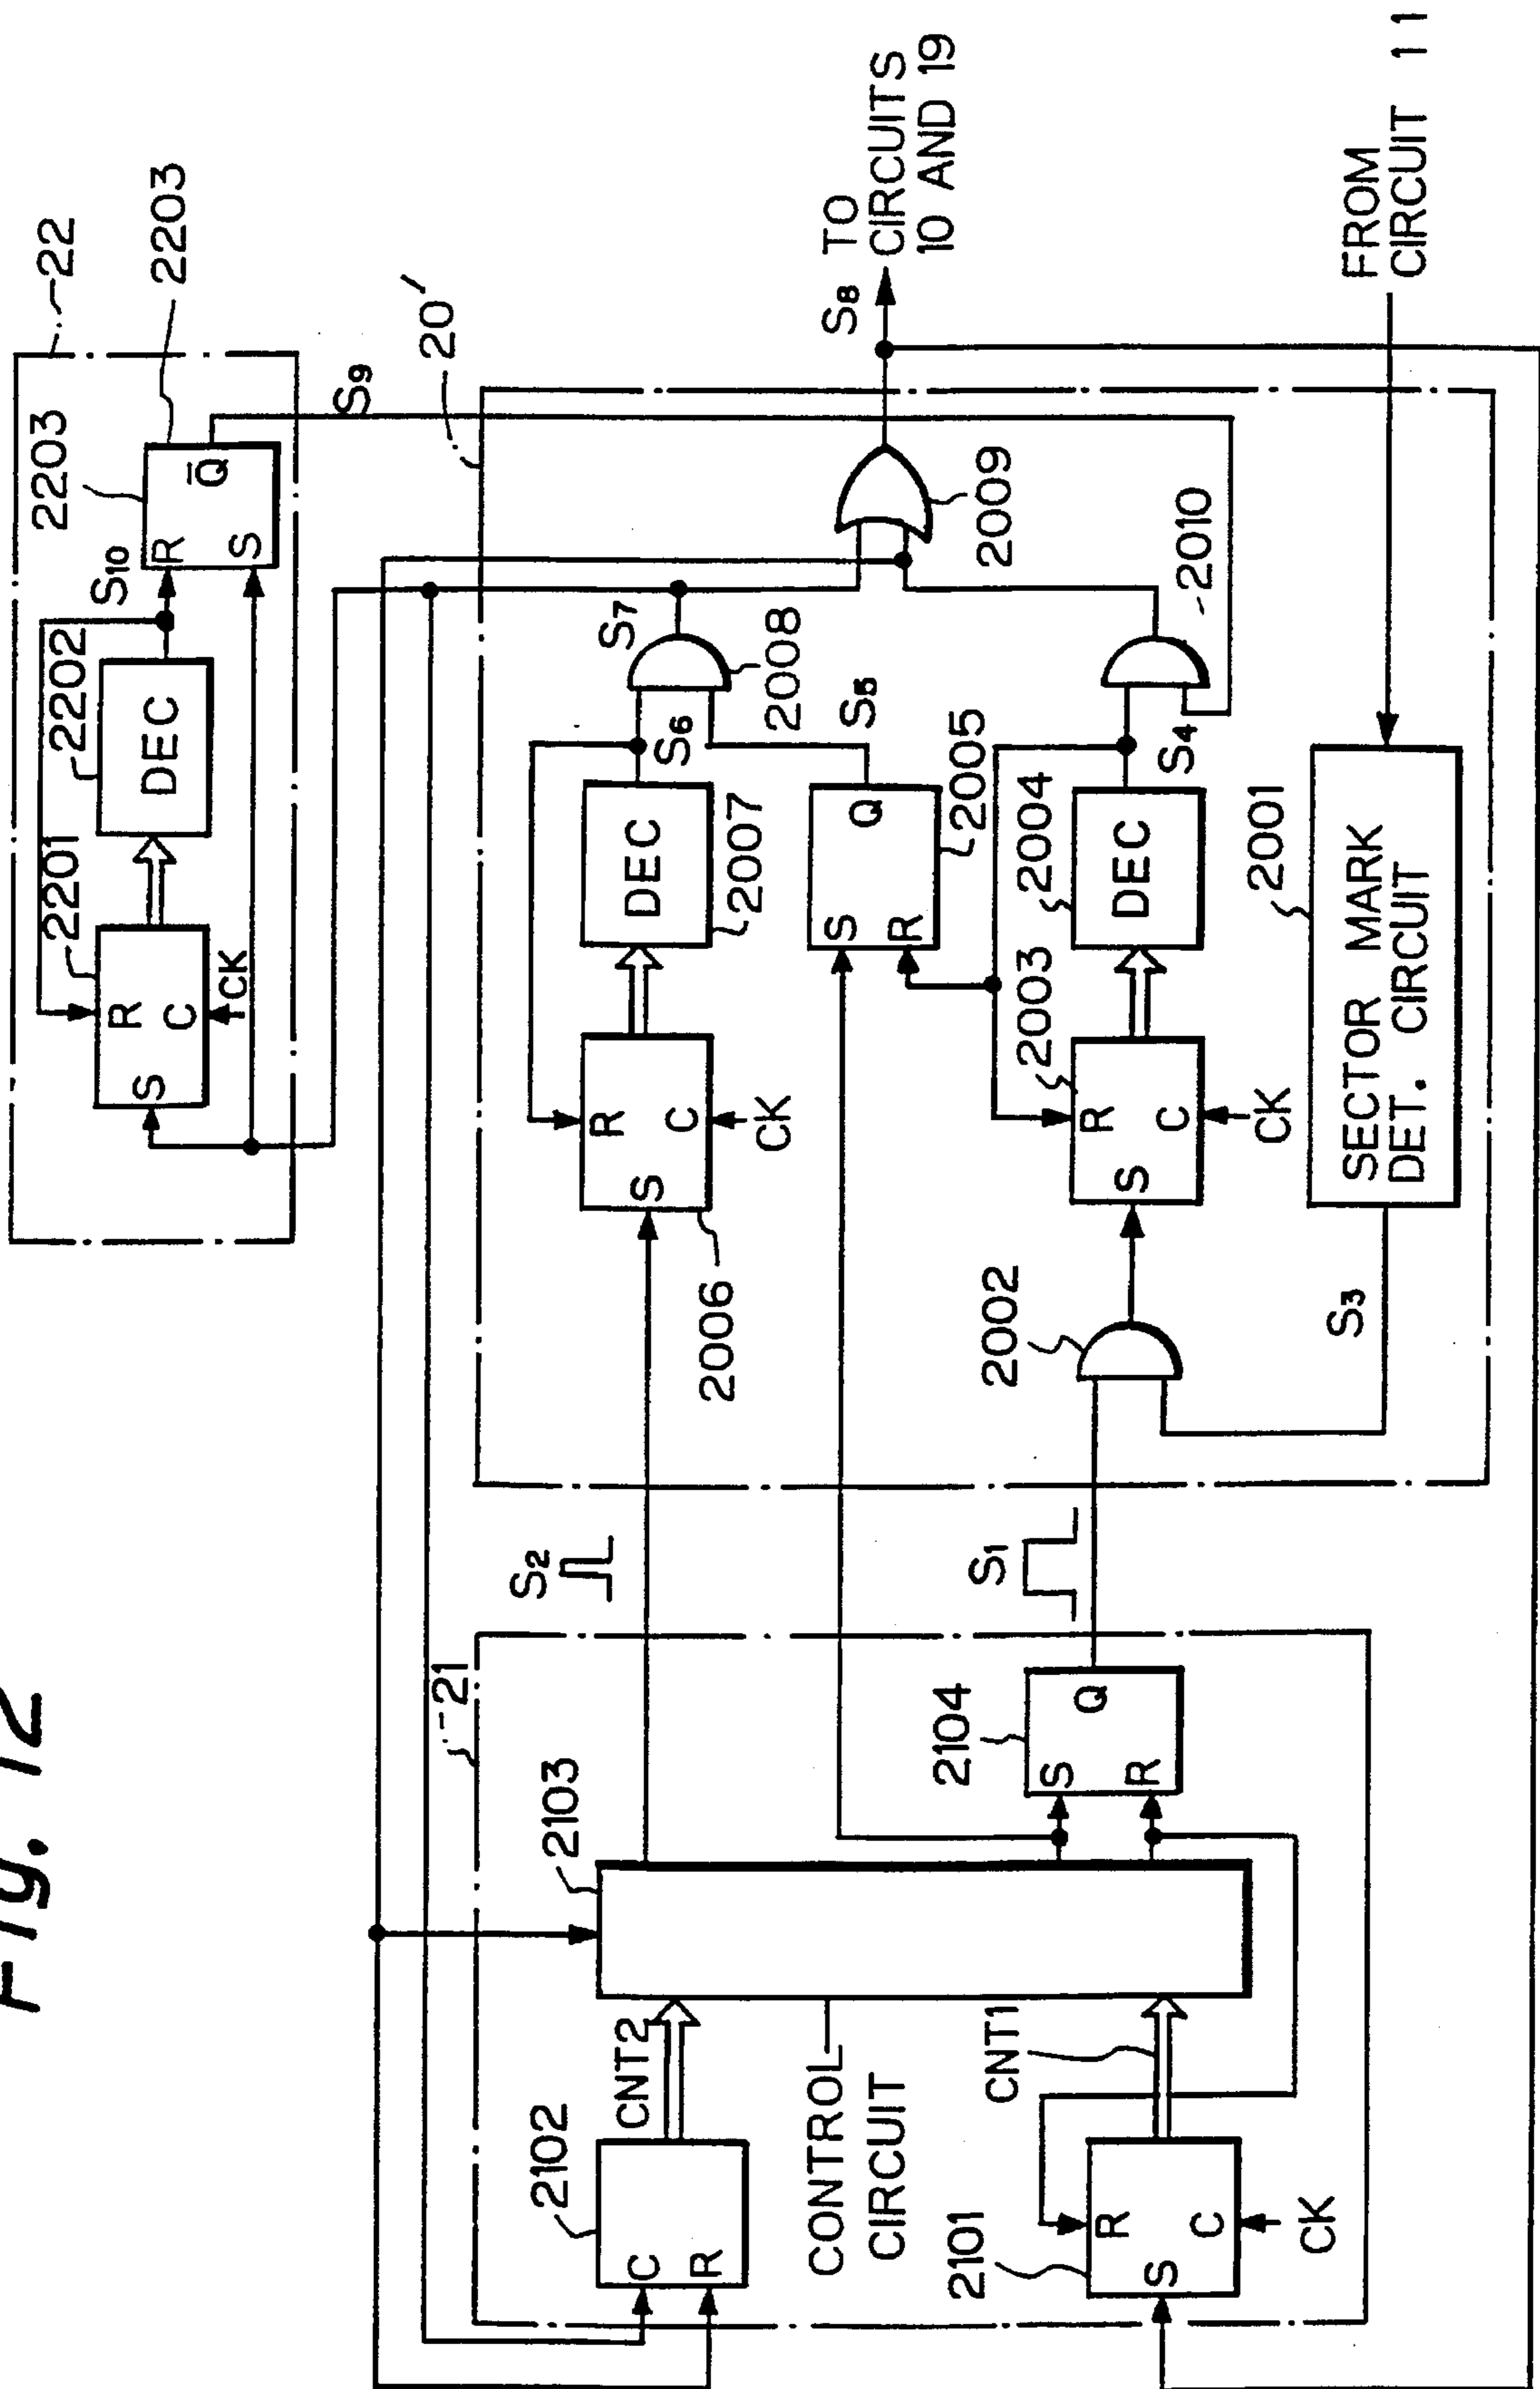 Fig. 12
22
2203
2203
S9
20'
S10
R
Q̄
S
2202
DEC
2201
R
C
S
CK
S8
TO
CIRCUITS
10 AND 19
2009
S7
2008
S6
DEC
2007
R
C
S
CK
2006
S5
Q
S
R
2005
2010
S4
DEC
2004
2003
R
C
S
CK
2002
2001
SECTOR MARK
DET. CIRCUIT
S3
FROM
CIRCUIT 11
S2
S1
21
2104
Q
S
R
2103
CONTROL
CIRCUIT
CNT2
2102
C
R
CNT1
2101
R
C
S
CK